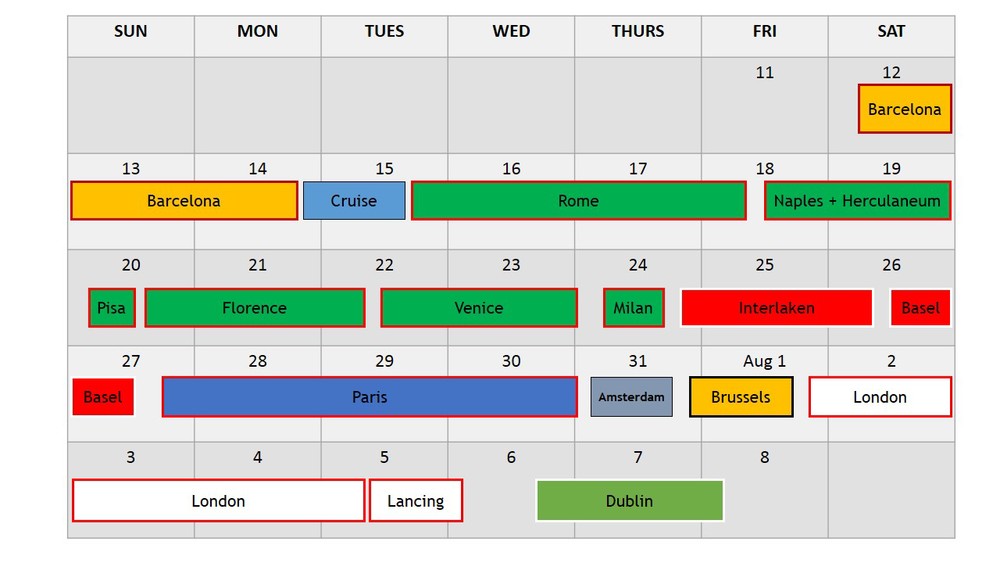 SUN MON TUES WED THURS FRI SAT
11 12
Barcelona
13 14 15 16 17 18 19
Barcelona Cruise Rome Naples + Herculaneum
20 21 22 23 24 25 26
Pisa Florence Venice Milan Interlaken Basel
27 28 29 30 31 Aug 1 2
Basel Paris Amsterdam Brussels London
3 4 5 6 7 8
London Lancing Dublin